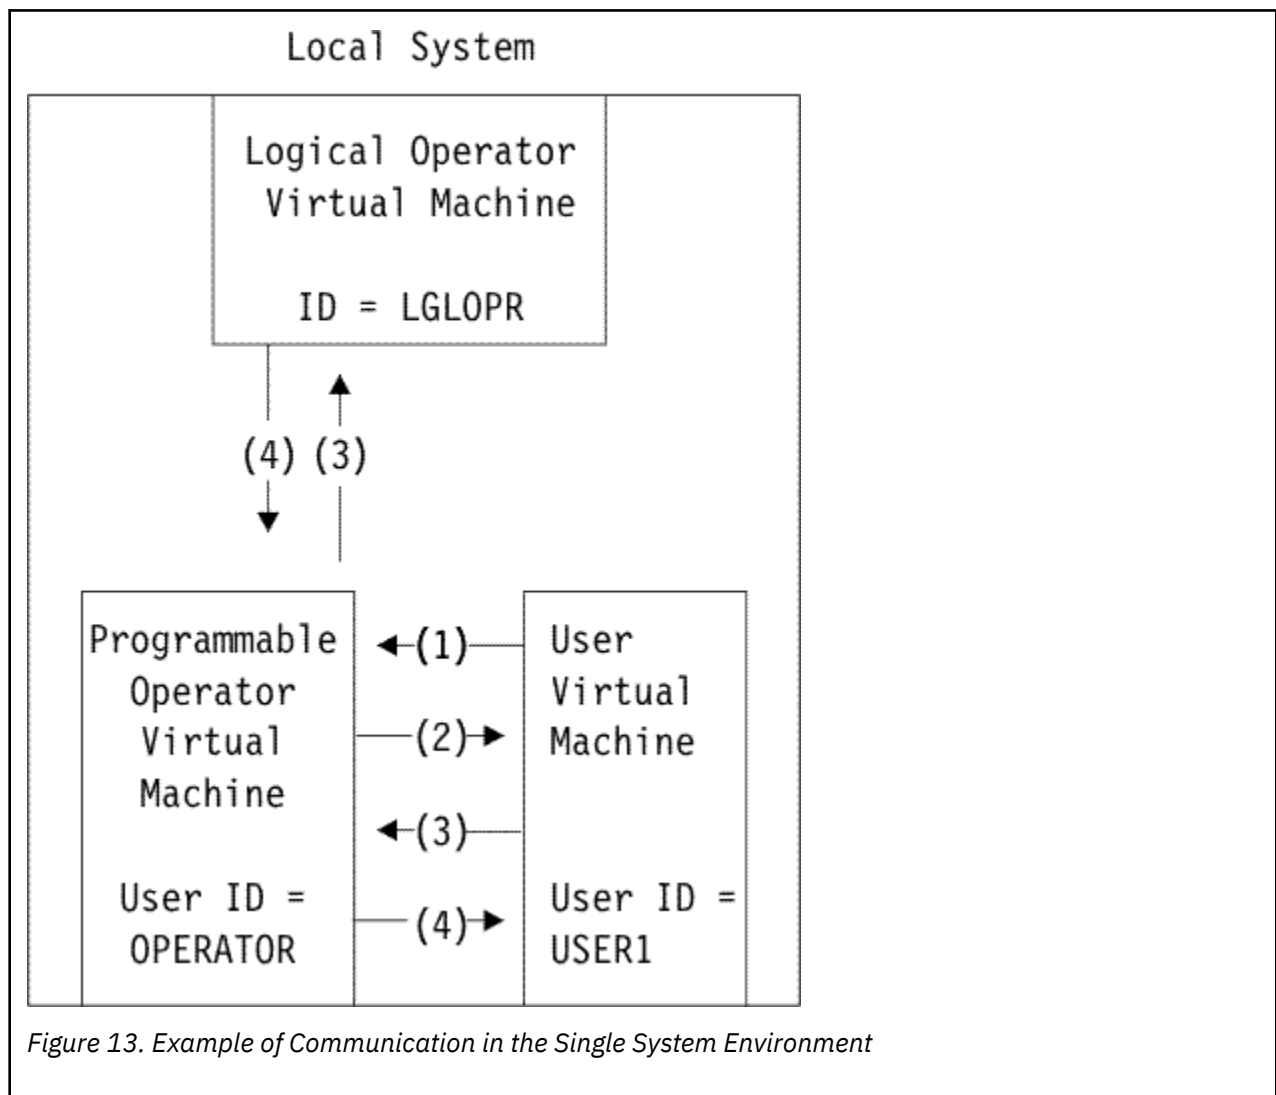 Local System
Logical Operator
Virtual Machine
ID = LGLOPR
(4) (3)
Programmable
Operator
Virtual
Machine
User ID =
OPERATOR
(1)
(2)
(3)
(4)
User
Virtual
Machine
User ID =
USER1
Figure 13. Example of Communication in the Single System Environment